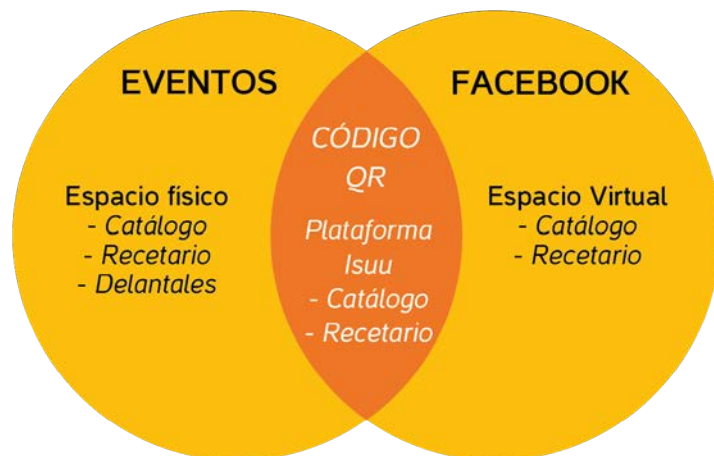 EVENTOS
Espacio físico
- Catálogo
- Recetario
- Delantales
CÓDIGO
QR
Plataforma
Isuu
- Catálogo
- Recetario
FACEBOOK
Espacio Virtual
- Catálogo
- Recetario